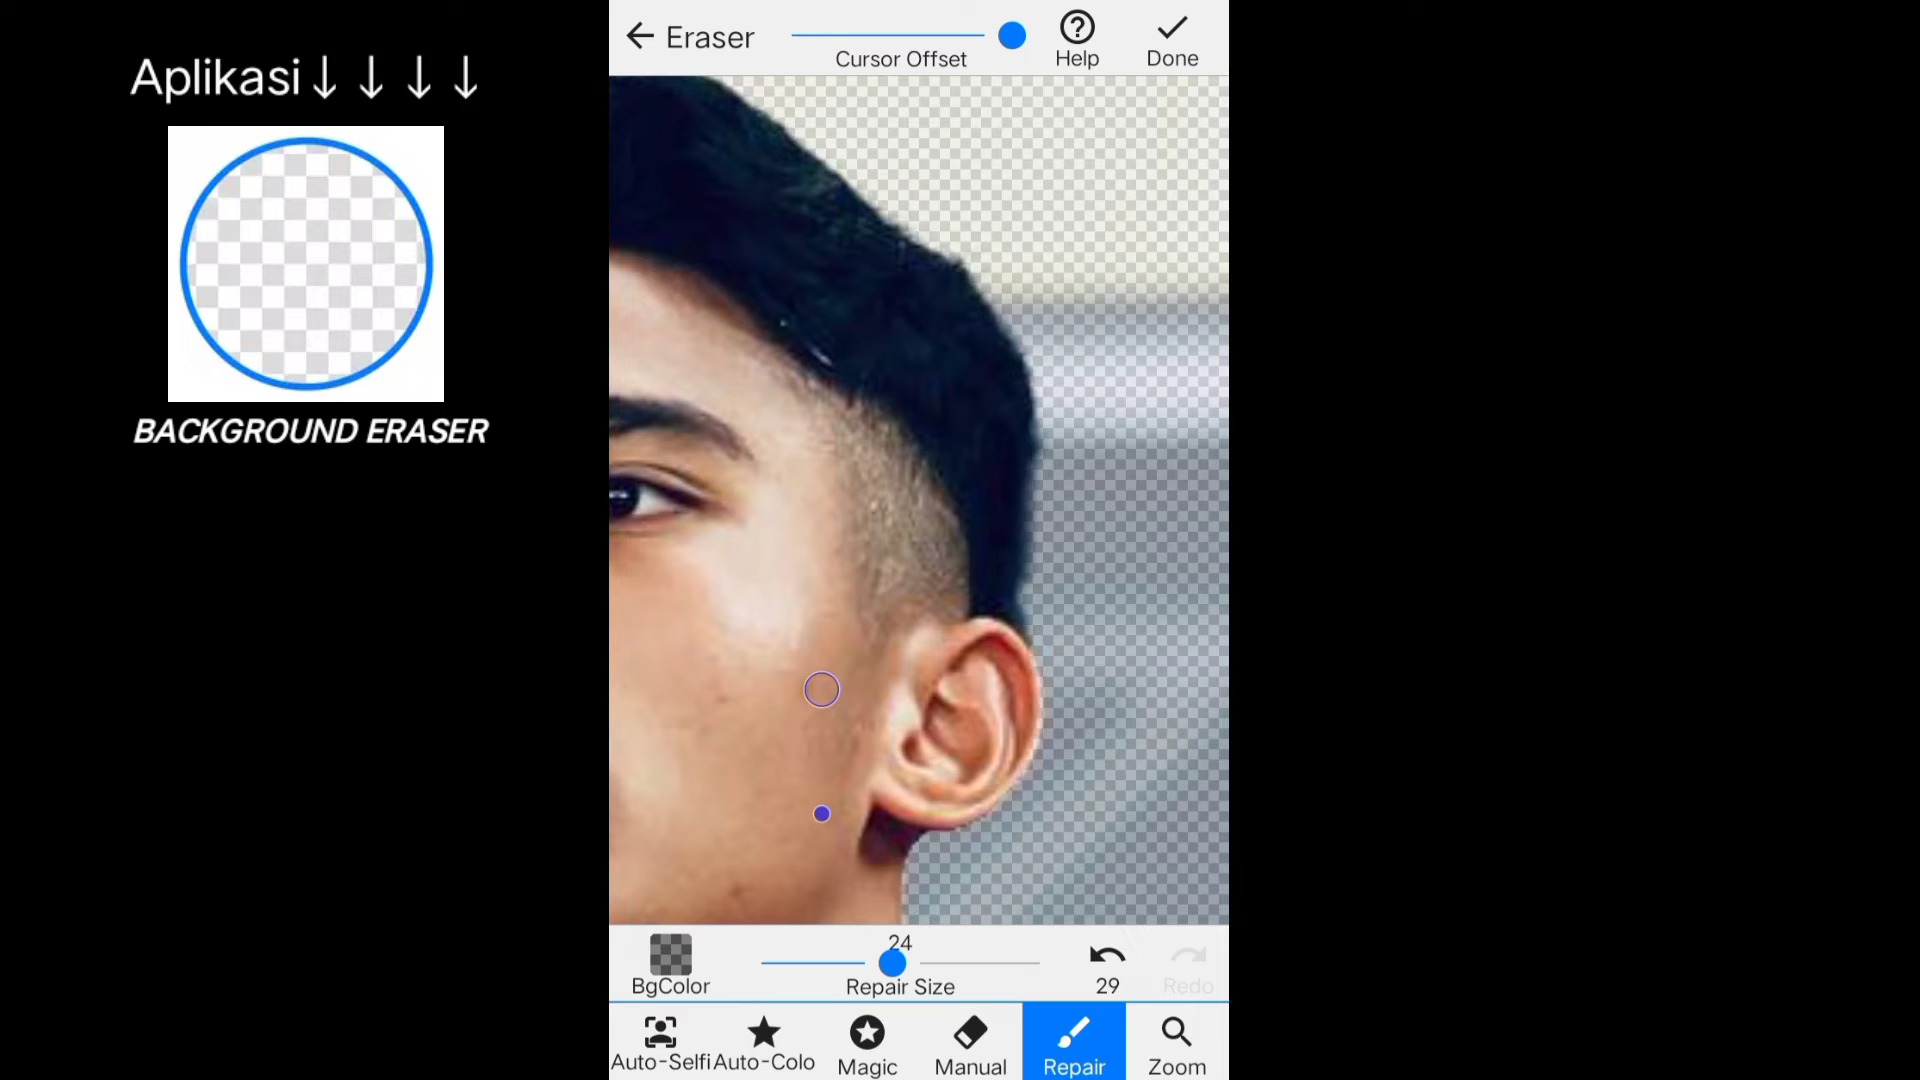 Aplikasi↓ ↓ ↓ ↓
BACKGROUND ERASER
Eraser
Cursor Offset
Help
Done
24
BgColor
Repair Size
29
Redo
Auto-Selfi
Auto-Colo
Magic
Manual
Repair
Zoom